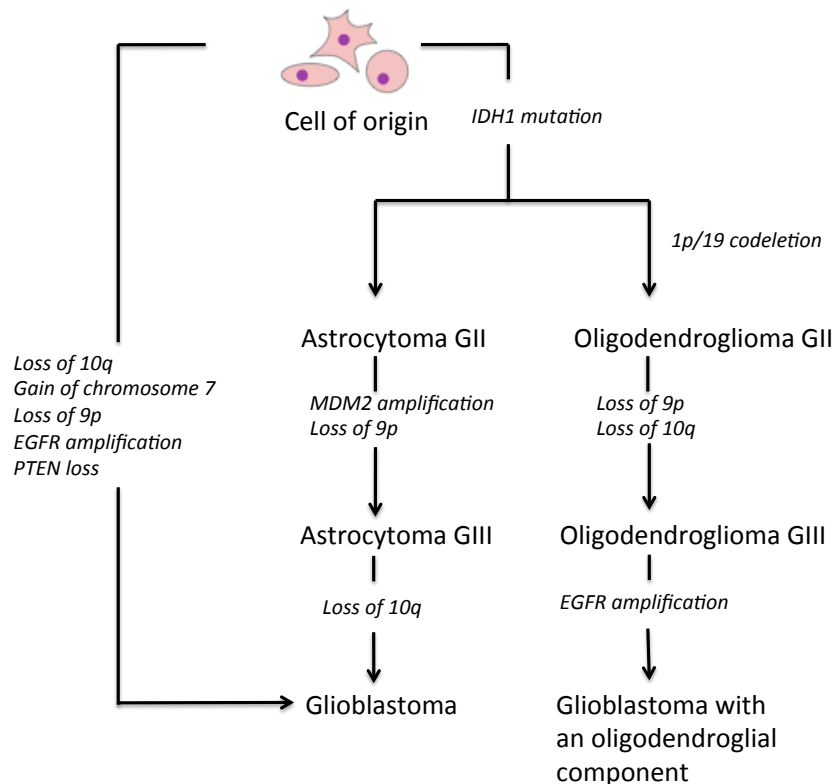 Cell of origin
IDH1 mutation
1p/19 codeletion
Astrocytoma GII
Oligodendroglioma GII
Loss of 10q
Gain of chromosome 7
Loss of 9p
EGFR amplification
PTEN loss
MDM2 amplification
Loss of 9p
Loss of 9p
Loss of 10q
Astrocytoma GIII
Oligodendroglioma GIII
Loss of 10q
EGFR amplification
Glioblastoma
Glioblastoma with
an oligodendroglial
component